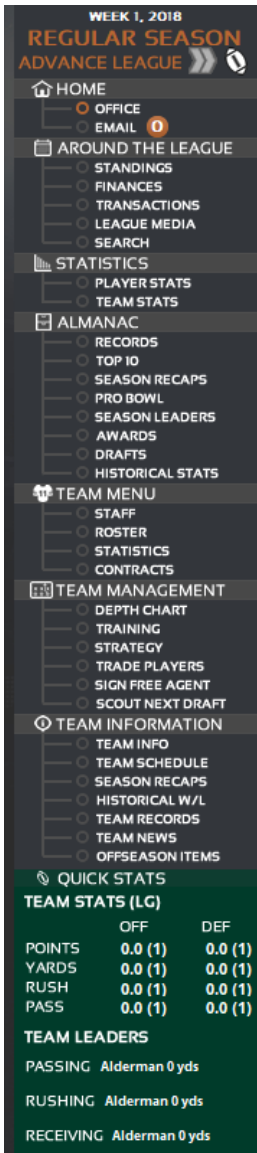 WEEK 1, 2018
REGULAR SEASON
ADVANCE LEAGUE
HOME
OFFICE
EMAIL 0
AROUND THE LEAGUE
STANDINGS
FINANCES
TRANSACTIONS
LEAGUE MEDIA
SEARCH
STATISTICS
PLAYER STATS
TEAM STATS
ALMANAC
RECORDS
TOP 10
SEASON RECAPS
PRO BOWL
SEASON LEADERS
AWARDS
DRAFTS
HISTORICAL STATS
TEAM MENU
STAFF
ROSTER
STATISTICS
CONTRACTS
TEAM MANAGEMENT
DEPTH CHART
TRAINING
STRATEGY
TRADE PLAYERS
SIGN FREE AGENT
SCOUT NEXT DRAFT
TEAM INFORMATION
TEAM INFO
TEAM SCHEDULE
SEASON RECAPS
HISTORICAL W/L
TEAM RECORDS
TEAM NEWS
OFFSEASON ITEMS
QUICK STATS
TEAM STATS (LG)
OFF DEF
POINTS 0.0 (1) 0.0 (1)
YARDS 0.0 (1) 0.0 (1)
RUSH 0.0 (1) 0.0 (1)
PASS 0.0 (1) 0.0 (1)
TEAM LEADERS
PASSING Alderman 0 yds
RUSHING Alderman 0 yds
RECEIVING Alderman 0 yds